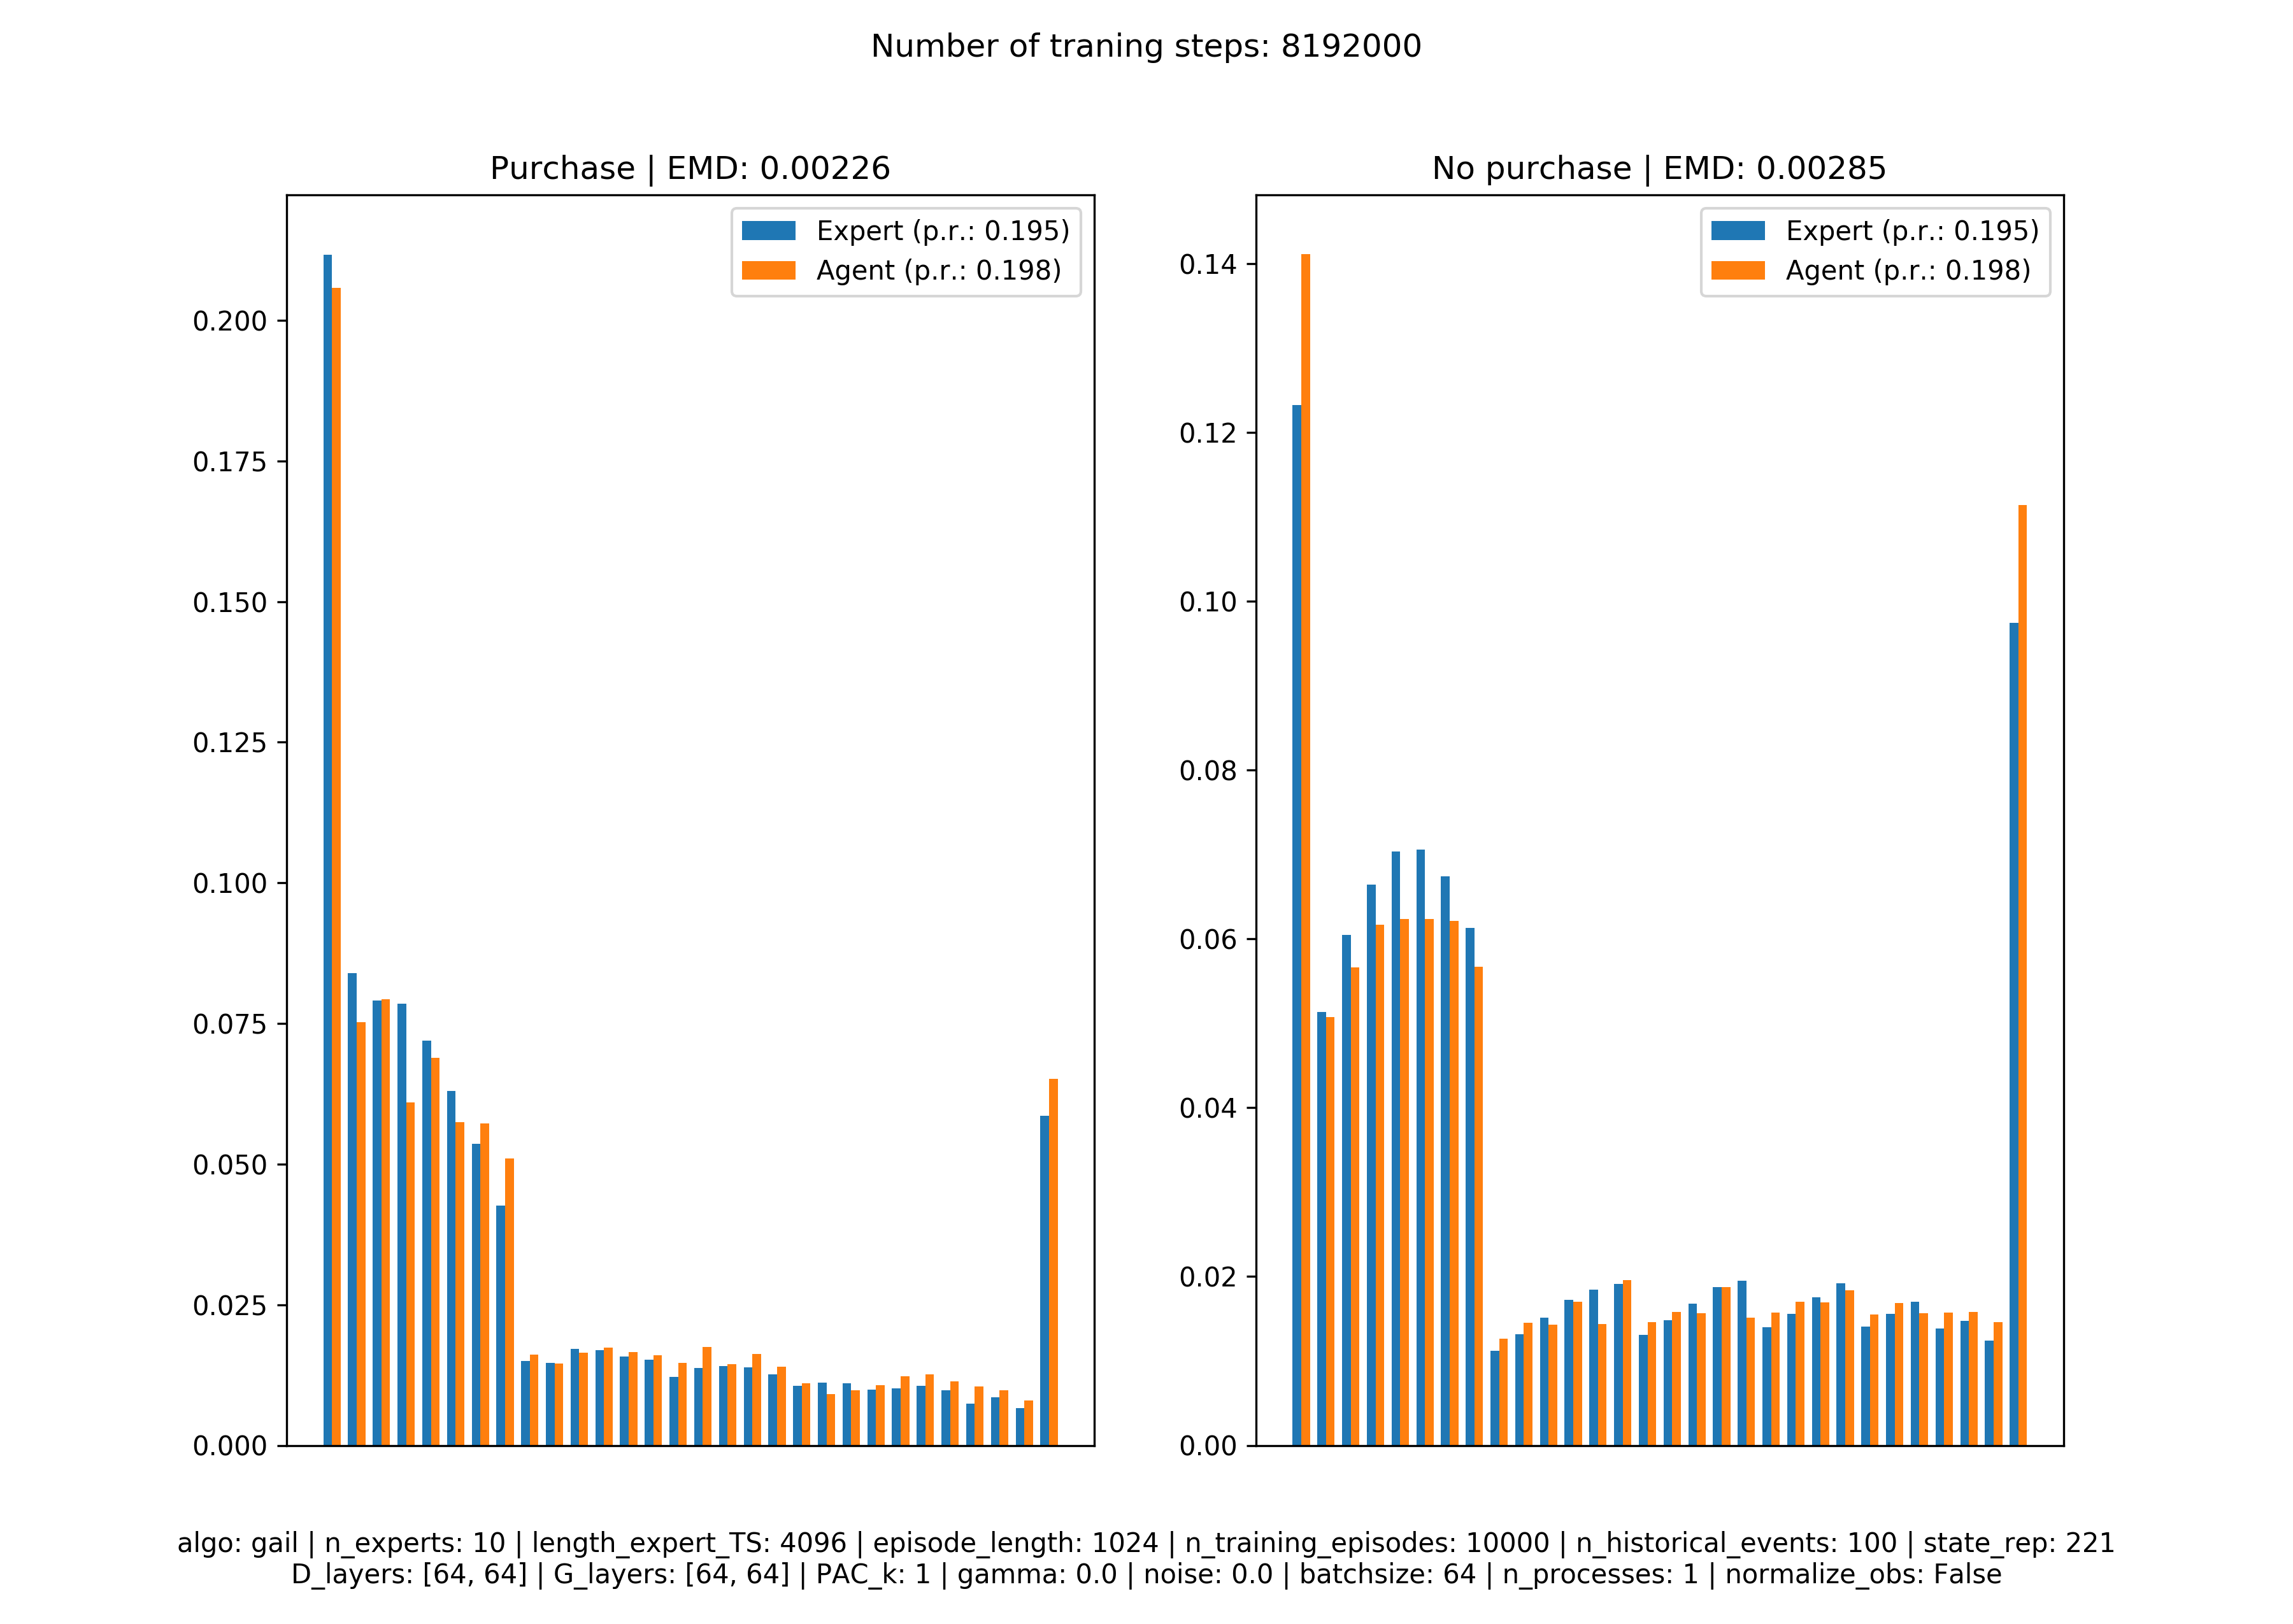 Number of traning steps: 8192000
Purchase | EMD: 0.00226
Expert (p.r.: 0.195)
Agent (p.r.: 0.198)
0.200
0.175
0.150
0.125
0.100
0.075
0.050
0.025
0.000
No purchase | EMD: 0.00285
Expert (p.r.: 0.195)
Agent (p.r.: 0.198)
0.14
0.12
0.10
0.08
0.06
0.04
0.02
0.00
algo: gail | n_experts: 10 | length_expert_TS: 4096 | episode_length: 1024 | n_training_episodes: 10000 | n_historical_events: 100 | state_rep: 221
D_layers: [64, 64] | G_layers: [64, 64] | PAC_k: 1 | gamma: 0.0 | noise: 0.0 | batchsize: 64 | n_processes: 1 | normalize_obs: False